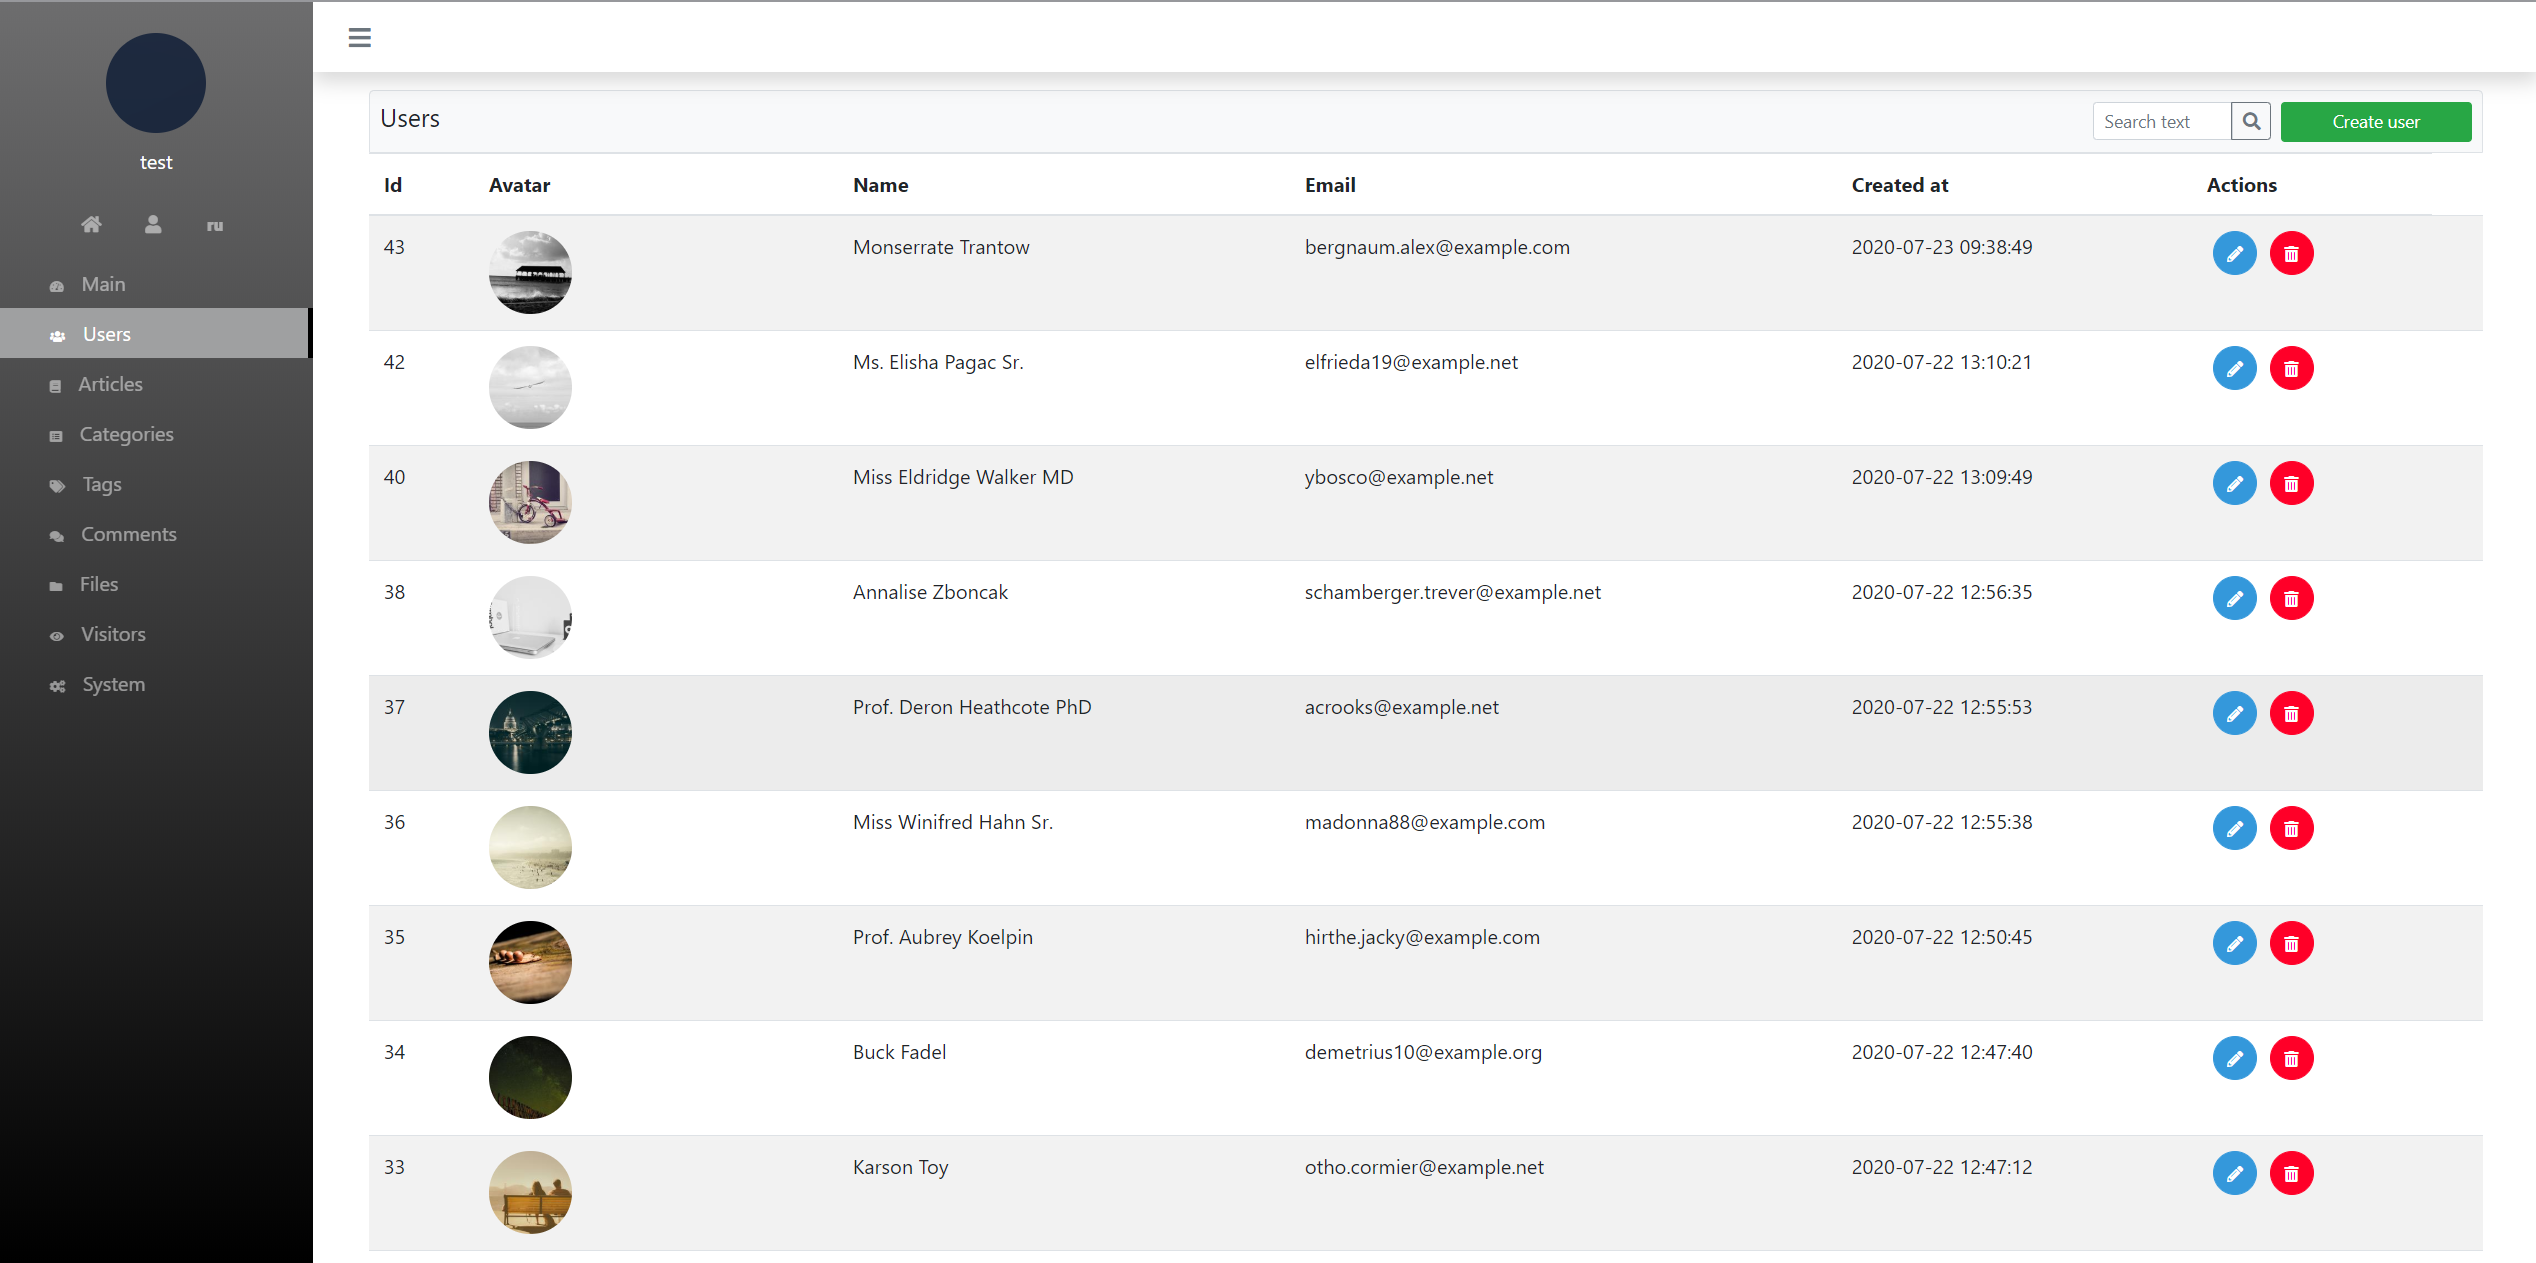 test
ru
Main
Users
Articles
Categories
Tags
Comments
Files
Visitors
System
Users
Search text
Create user
Id Avatar Name Email Created at Actions
43 Monserrate Trantow bergnaum.alex@example.com 2020-07-23 09:38:49
42 Ms. Elisha Pagac Sr. elfrieda19@example.net 2020-07-22 13:10:21
40 Miss Eldridge Walker MD ybosco@example.net 2020-07-22 13:09:49
38 Annalise Zboncak schamberger.trever@example.net 2020-07-22 12:56:35
37 Prof. Deron Heathcote PhD acrooks@example.net 2020-07-22 12:55:53
36 Miss Winifred Hahn Sr. madonna88@example.com 2020-07-22 12:55:38
35 Prof. Aubrey Koelpin hirthe.jacky@example.com 2020-07-22 12:50:45
34 Buck Fadel demetrius10@example.org 2020-07-22 12:47:40
33 Karson Toy otho.cormier@example.net 2020-07-22 12:47:12